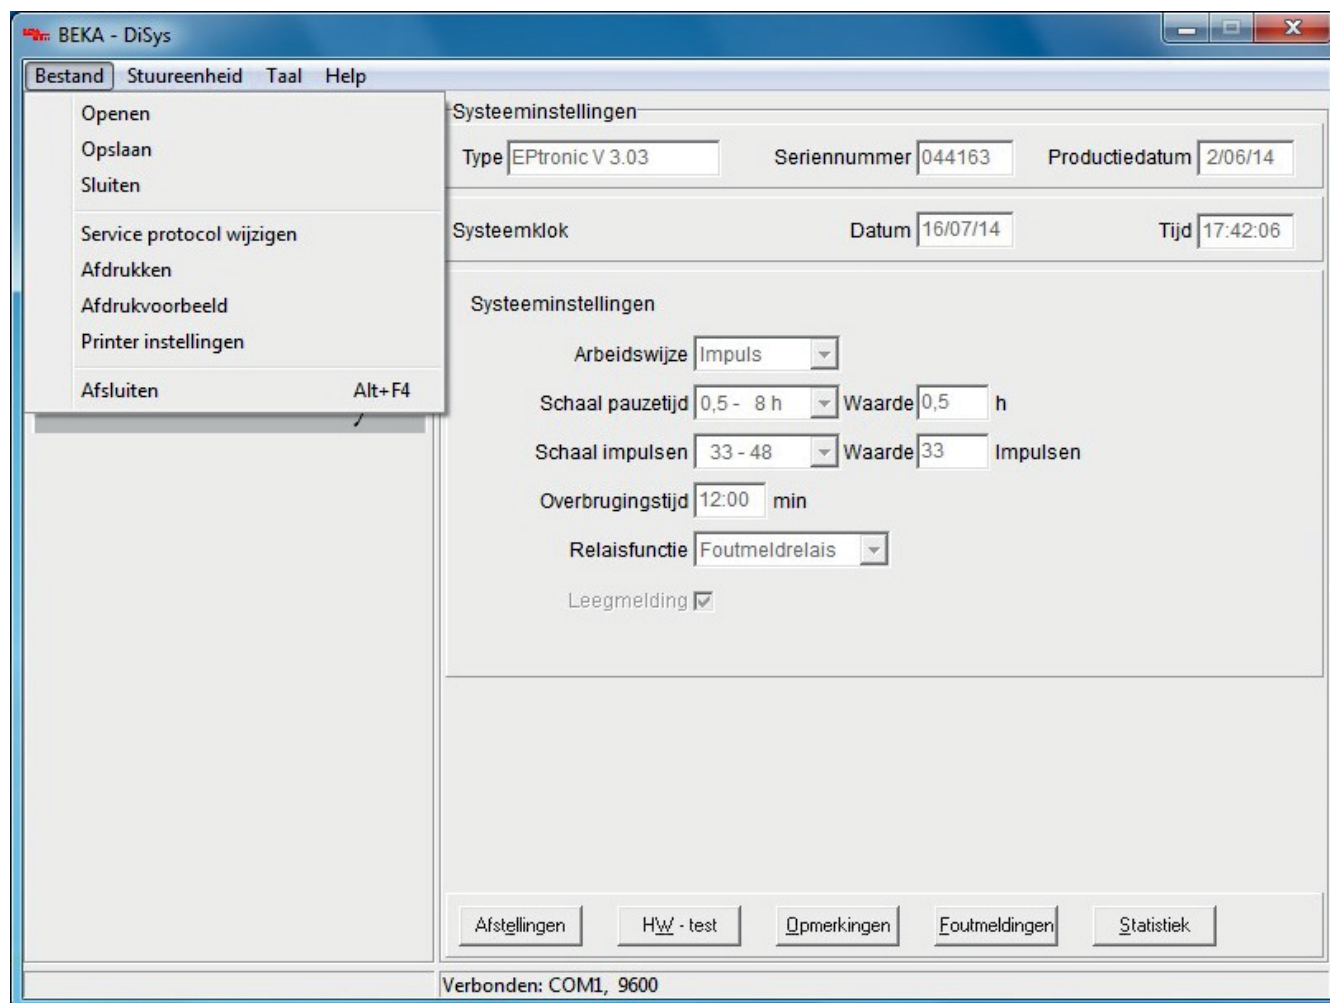 BEKA - DiSys
Bestand Stuureenheid Taal Help
Openen
Opslaan
Sluiten
Service protocol wijzigen
Afdrukken
Afdrukvoorbeeld
Printer instellingen
Afsluiten Alt+F4
Systeeminstellingen
Type EPtronic V 3.03 Seriennummer 044163 Productiedatum 2/06/14
Systeemklok Datum 16/07/14 Tijd 17:42:06
Systeeminstellingen
Arbeidswijze Impuls
Schaal pauzetijd 0,5 - 8 h Waarde 0,5 h
Schaal impulsen 33 - 48 Waarde 33 Impulsen
Overbrugingstijd 12:00 min
Relaisfunctie Foutmeldrelais
Leegmelding
Afstellingen HW - test Opmerkingen Foutmeldingen Statistiek
Verbonden: COM1, 9600